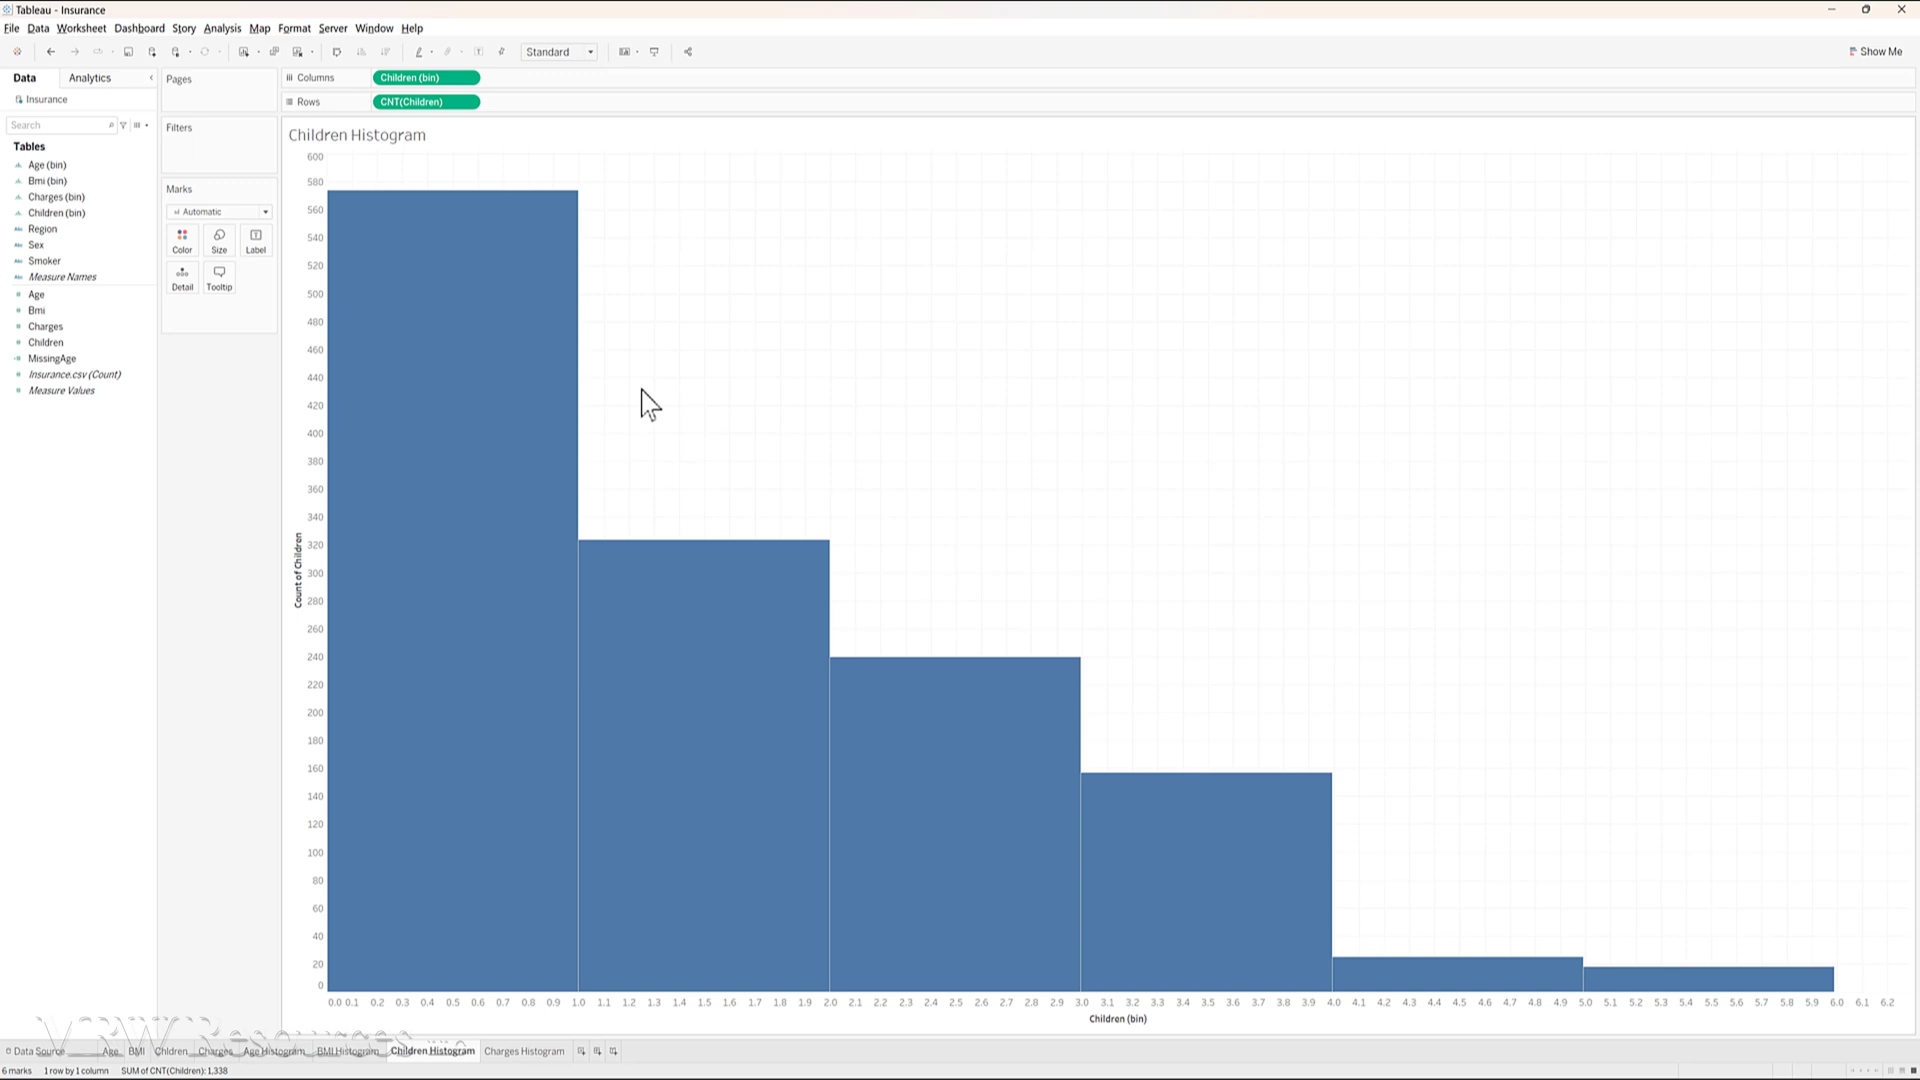 Tableau - Insurance
File Data Worksheet Dashboard Story Analysis Map Format Server Window Help
Standard
Show Me
Data Analytics
Insurance
Search
Tables
Age (bin)
Bmi (bin)
Charges (bin)
Children (bin)
Region
Sex
Smoker
Measure Names
Age
Bmi
Charges
Children
MissingAge
Insurance.csv (Count)
Measure Values
Pages
Filters
Marks
Automatic
Color Size Label
Detail Tooltip
Columns Children (bin)
Rows CNT(Children)
Children Histogram
600
580
560
540
520
500
480
460
440
420
400
380
360
340
320
300
280
260
240
220
200
180
160
140
120
100
80
60
40
20
0
Count of Children
0.0 0.1 0.2 0.3 0.4 0.5 0.6 0.7 0.8 0.9 1.0 1.1 1.2 1.3 1.4 1.5 1.6 1.7 1.8 1.9 2.0 2.1 2.2 2.3 2.4 2.5 2.6 2.7 2.8 2.9 3.0 3.1 3.2 3.3 3.4 3.5 3.6 3.7 3.8 3.9 4.0 4.1 4.2 4.3 4.4 4.5 4.6 4.7 4.8 4.9 5.0 5.1 5.2 5.3 5.4 5.5 5.6 5.7 5.8 5.9 6.0 6.1 6.2
Children (bin)
VRW Resources
Data Source Age BMI Children Charges Age Histogram BMI Histogram Children Histogram Charges Histogram
6 marks 1 row by 1 column SUM of CNT(Children): 1,338